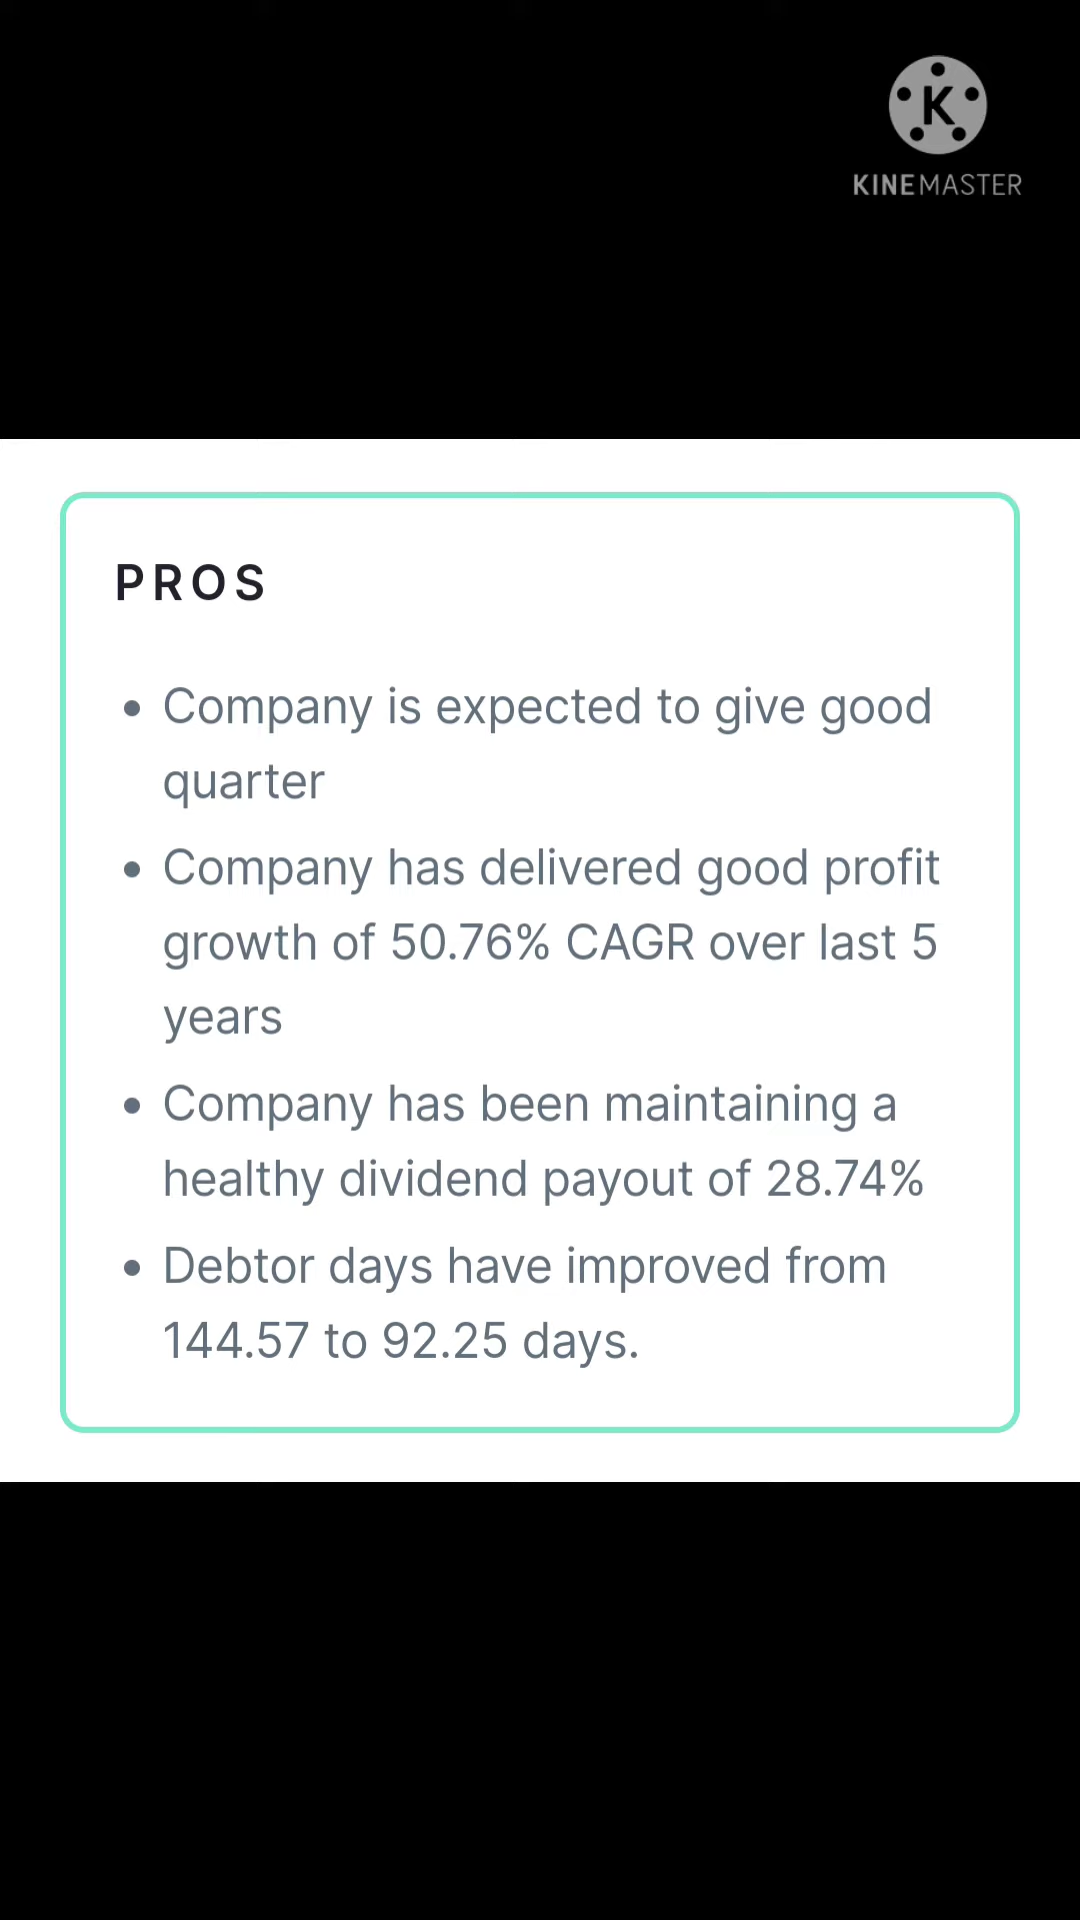 K
KINEMASTER
PROS
• Company is expected to give good
quarter
• Company has delivered good profit
growth of 50.76% CAGR over last 5
years
• Company has been maintaining a
healthy dividend payout of 28.74%
• Debtor days have improved from
144.57 to 92.25 days.